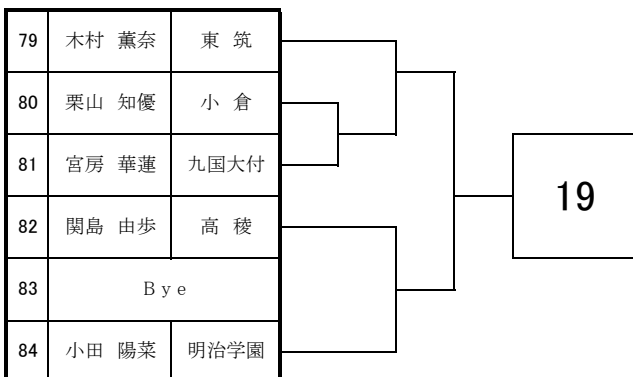 79 木村 薫奈 東 筑
80 栗山 知優 小 倉
81 宮房 華蓮 九国大付
82 関島 由歩 高 稜
83 Bye
84 小田 陽菜 明治学園
19